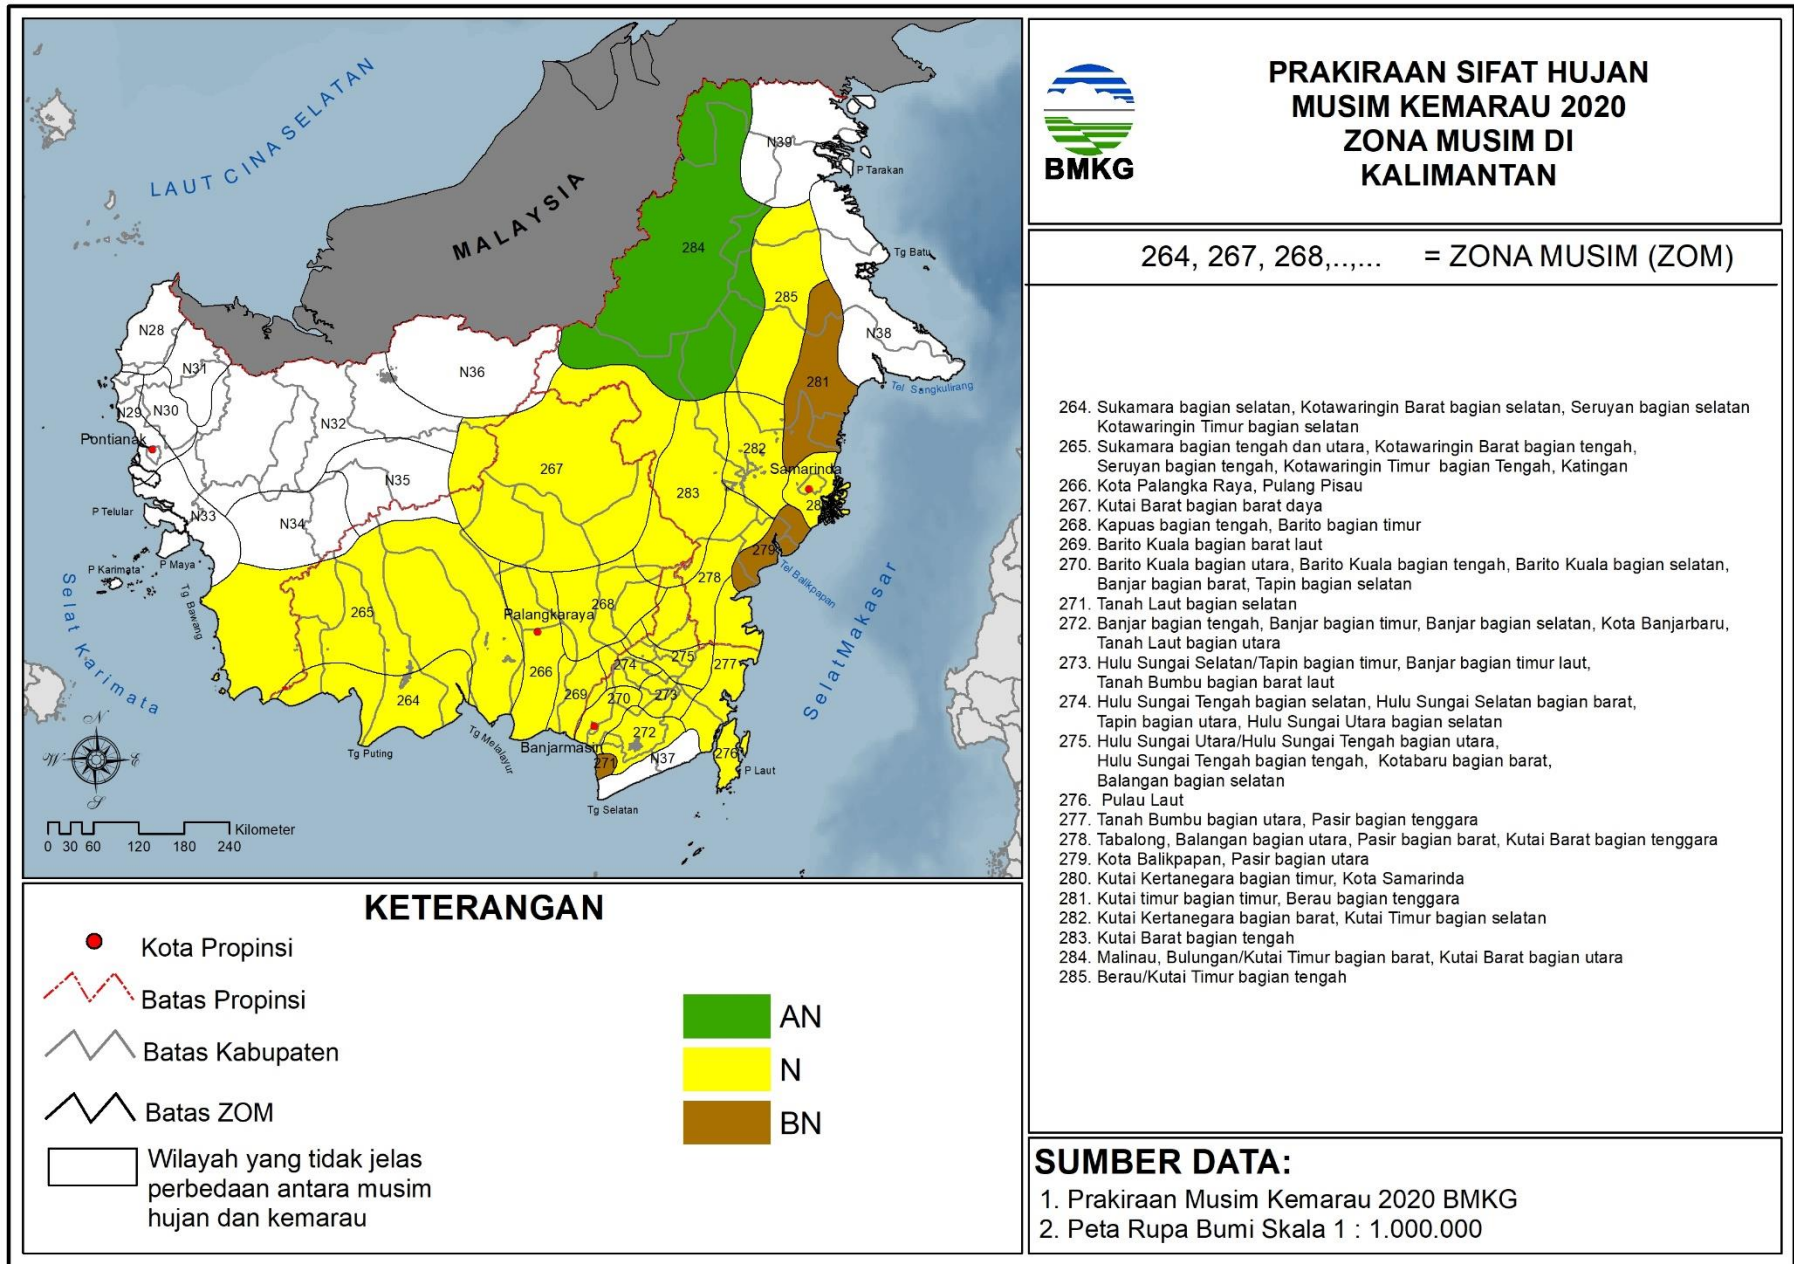 PRAKIRAAN SIFAT HUJAN
MUSIM KEMARAU 2020
ZONA MUSIM DI
KALIMANTAN
BMKG
264, 267, 268,..,... = ZONA MUSIM (ZOM)
264. Sukamara bagian selatan, Kotawaringin Barat bagian selatan, Seruyan bagian selatan
Kotawaringin Timur bagian selatan
265. Sukamara bagian tengah dan utara, Kotawaringin Barat bagian tengah,
Seruyan bagian tengah, Kotawaringin Timur bagian Tengah, Katingan
266. Kota Palangka Raya, Pulang Pisau
267. Kutai Barat bagian barat daya
268. Kapuas bagian tengah, Barito bagian timur
269. Barito Kuala bagian barat laut
270. Barito Kuala bagian utara, Barito Kuala bagian tengah, Barito Kuala bagian selatan,
Banjar bagian barat, Tapin bagian selatan
271. Tanah Laut bagian selatan
272. Banjar bagian tengah, Banjar bagian timur, Banjar bagian selatan, Kota Banjarbaru,
Tanah Laut bagian utara
273. Hulu Sungai Selatan/Tapin bagian timur, Banjar bagian timur laut,
Tanah Bumbu bagian barat laut
274. Hulu Sungai Tengah bagian selatan, Hulu Sungai Selatan bagian barat,
Tapin bagian utara, Hulu Sungai Utara bagian selatan
275. Hulu Sungai Utara/Hulu Sungai Tengah bagian utara,
Hulu Sungai Tengah bagian tengah, Kotabaru bagian barat,
Balangan bagian selatan
276. Pulau Laut
277. Tanah Bumbu bagian utara, Pasir bagian tenggara
278. Tabalong, Balangan bagian utara, Pasir bagian barat, Kutai Barat bagian tenggara
279. Kota Balikpapan, Pasir bagian utara
280. Kutai Kertanegara bagian timur, Kota Samarinda
281. Kutai timur bagian timur, Berau bagian tenggara
282. Kutai Kertanegara bagian barat, Kutai Timur bagian selatan
283. Kutai Barat bagian tengah
284. Malinau, Bulungan/Kutai Timur bagian barat, Kutai Barat bagian utara
285. Berau/Kutai Timur bagian tengah
SUMBER DATA:
1. Prakiraan Musim Kemarau 2020 BMKG
2. Peta Rupa Bumi Skala 1 : 1.000.000
LAUT CINA SELATAN
MALAYSIA
N39
P Tarakan
284
Tg Batu
285
N28
N38
N31
N36
281
Tel Sangkulirang
N29
N30
N32
Pontianak
282
267
Samarinda
N35
283
P Telular
N33
N34
279
P Karimata
P Maya
278
Tel Balikpapan
Selat Karimata
Tg Bawang
265
268
Palangkaraya
Selat Makasar
275
274
277
266
269
270
273
264
272
Tg Melalayur
Banjarmasin
Tg Puting
271
N37
276
P Laut
Tg Selatan
N
W
E
S
Kilometer
0 30 60 120 180 240
KETERANGAN
Kota Propinsi
Batas Propinsi
Batas Kabupaten
Batas ZOM
Wilayah yang tidak jelas
perbedaan antara musim
hujan dan kemarau
AN
N
BN